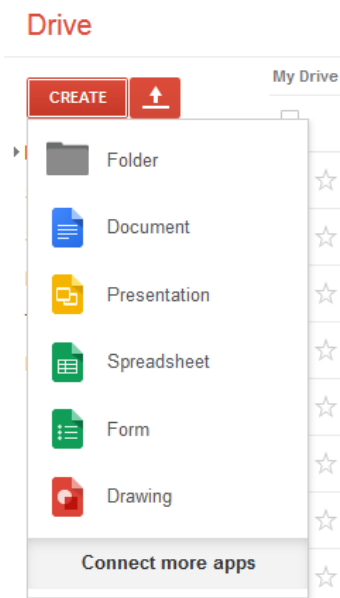 Drive
CREATE
My Drive
Folder
Document
Presentation
Spreadsheet
Form
Drawing
Connect more apps